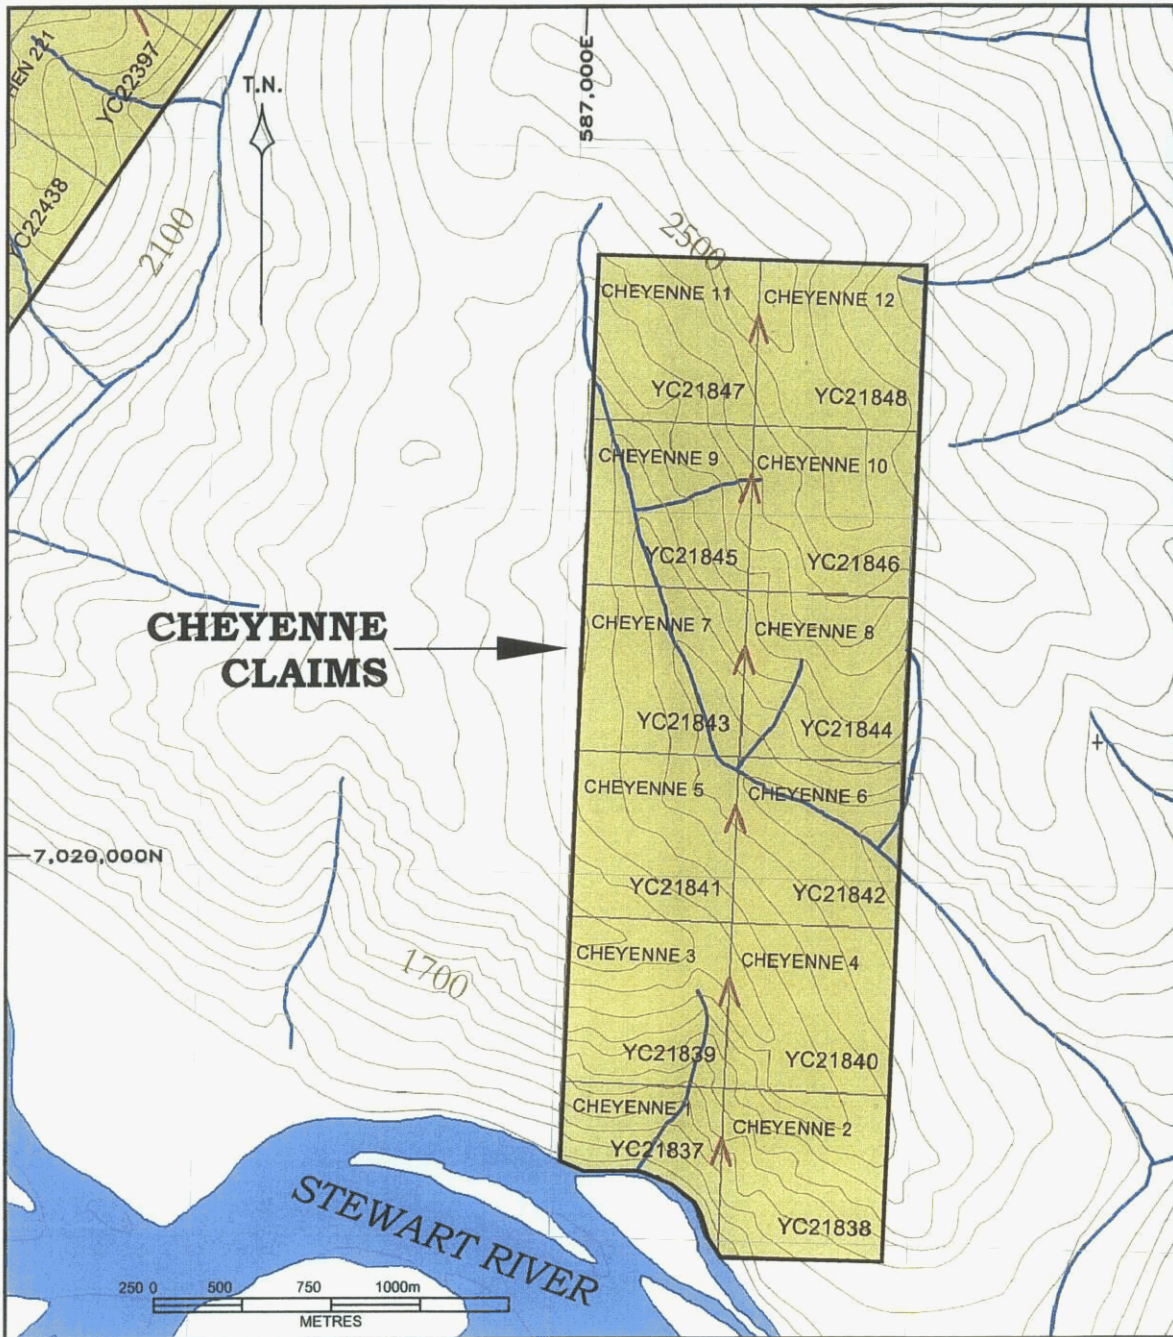 HEN 221
YC22397
YC22438
T.N.
587,000E
2100
2500
CHEYENNE 11
CHEYENNE 12
YC21847
YC21848
CHEYENNE 9
CHEYENNE 10
YC21845
YC21846
CHEYENNE
CLAIMS
CHEYENNE 7
CHEYENNE 8
YC21843
YC21844
CHEYENNE 5
CHEYENNE 6
7,020,000N
YC21841
YC21842
CHEYENNE 3
CHEYENNE 4
1700
YC21839
YC21840
CHEYENNE 1
CHEYENNE 2
YC21837
YC21838
STEWART RIVER
250 0 500 750 1000m
METRES